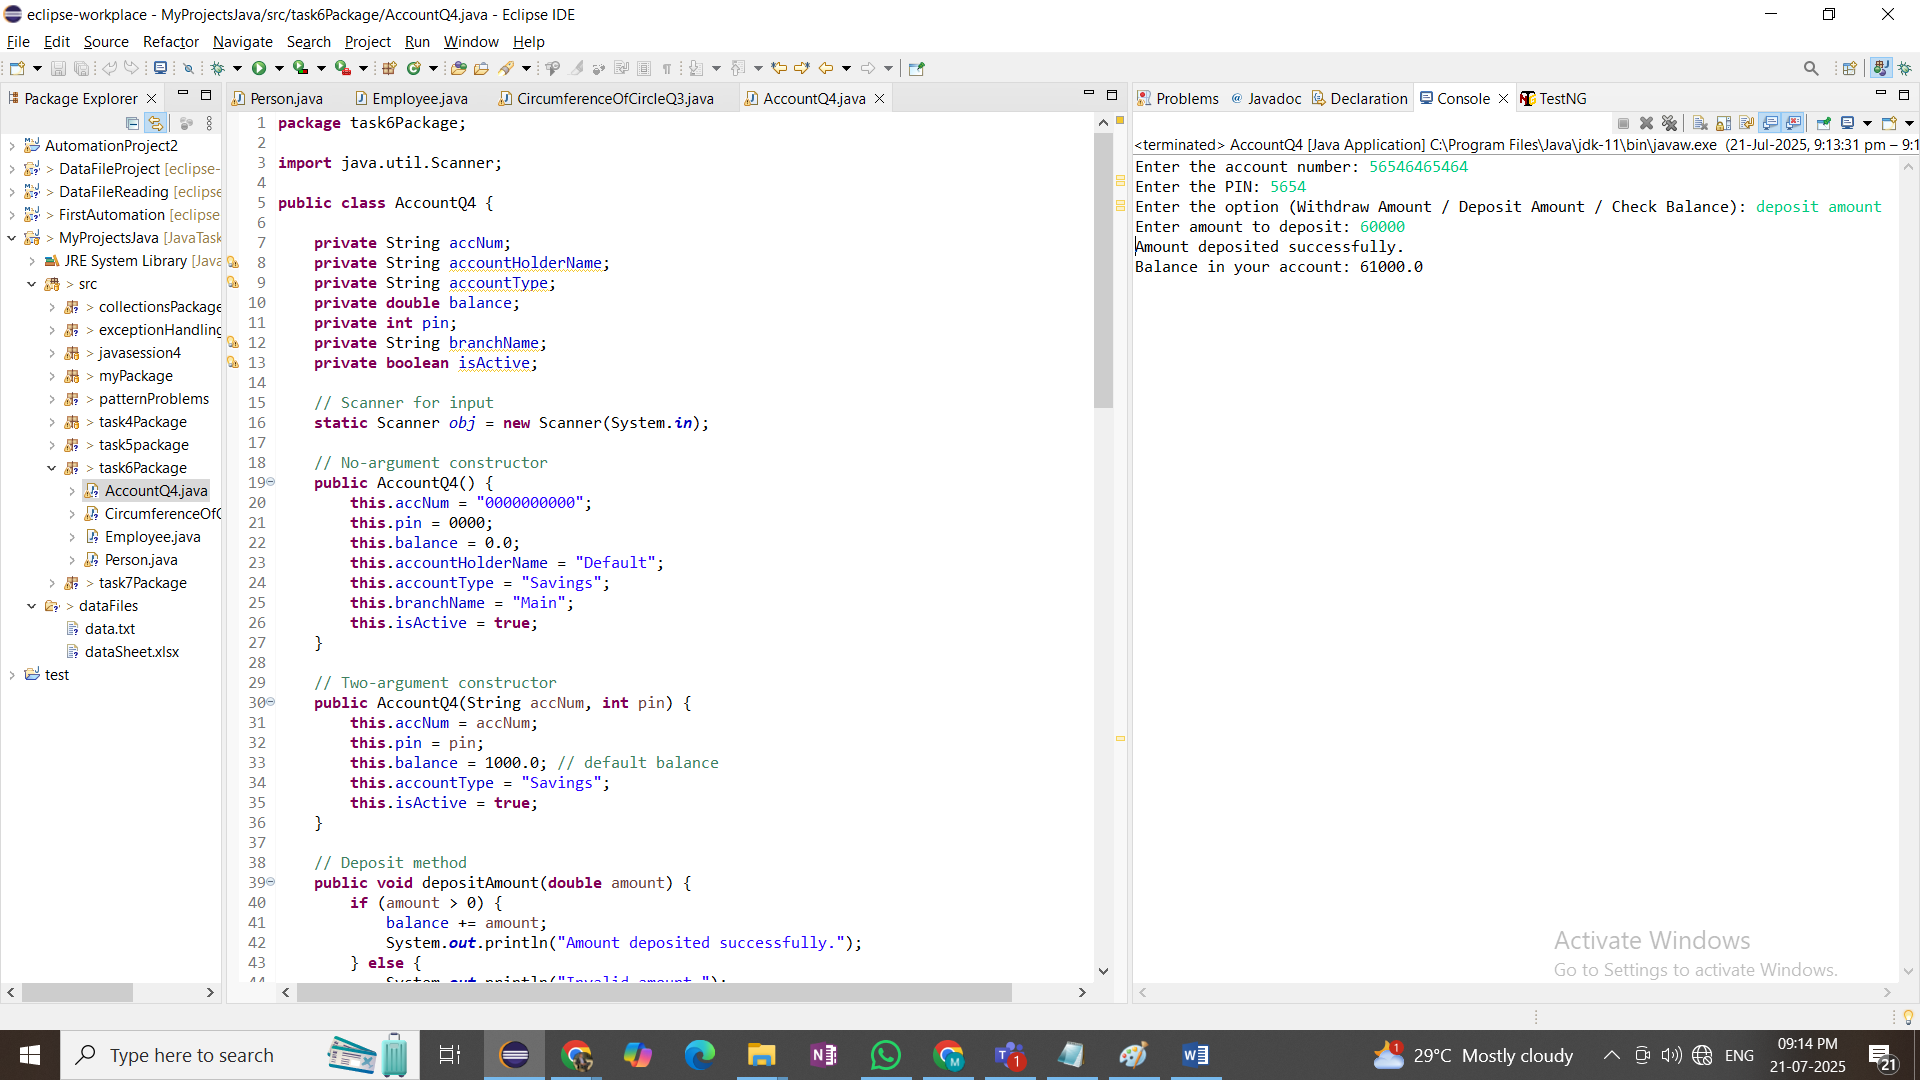 eclipse-workplace - MyProjectsJava/src/task6Package/AccountQ4.java - Eclipse IDE
File Edit Source Refactor Navigate Search Project Run Window Help
Package Explorer
AutomationProject2
> DataFileProject [eclipse-
> DataFileReading [eclipse
> FirstAutomation [eclipse
> MyProjectsJava [JavaTask
JRE System Library [Java
> src
> collectionsPackage
> exceptionHandling
> javasession4
> myPackage
> patternProblems
> task4Package
> task5package
> task6Package
AccountQ4.java
CircumferenceOfC
Employee.java
Person.java
> task7Package
> dataFiles
data.txt
dataSheet.xlsx
test
Person.java Employee.java CircumferenceOfCircleQ3.java AccountQ4.java
1 package task6Package;
2
3 import java.util.Scanner;
4
5 public class AccountQ4 {
6
7 private String accNum;
8 private String accountHolderName;
9 private String accountType;
10 private double balance;
11 private int pin;
12 private String branchName;
13 private boolean isActive;
14
15 // Scanner for input
16 static Scanner obj = new Scanner(System.in);
17
18 // No-argument constructor
19 public AccountQ4() {
20 this.accNum = "0000000000";
21 this.pin = 0000;
22 this.balance = 0.0;
23 this.accountHolderName = "Default";
24 this.accountType = "Savings";
25 this.branchName = "Main";
26 this.isActive = true;
27 }
28
29 // Two-argument constructor
30 public AccountQ4(String accNum, int pin) {
31 this.accNum = accNum;
32 this.pin = pin;
33 this.balance = 1000.0; // default balance
34 this.accountType = "Savings";
35 this.isActive = true;
36 }
37
38 // Deposit method
39 public void depositAmount(double amount) {
40 if (amount > 0) {
41 balance += amount;
42 System.out.println("Amount deposited successfully.");
43 } else {
44 System.out.println("Invalid amount.");
Problems Javadoc Declaration Console TestNG
<terminated> AccountQ4 [Java Application] C:\Program Files\Java\jdk-11\bin\javaw.exe (21-Jul-2025, 9:13:31 pm – 9:1
Enter the account number: 56546465464
Enter the PIN: 5654
Enter the option (Withdraw Amount / Deposit Amount / Check Balance): deposit amount
Enter amount to deposit: 60000
Amount deposited successfully.
Balance in your account: 61000.0
Activate Windows
Go to Settings to activate Windows.
Type here to search
1
1
29°C Mostly cloudy
ENG
09:14 PM
21-07-2025
21